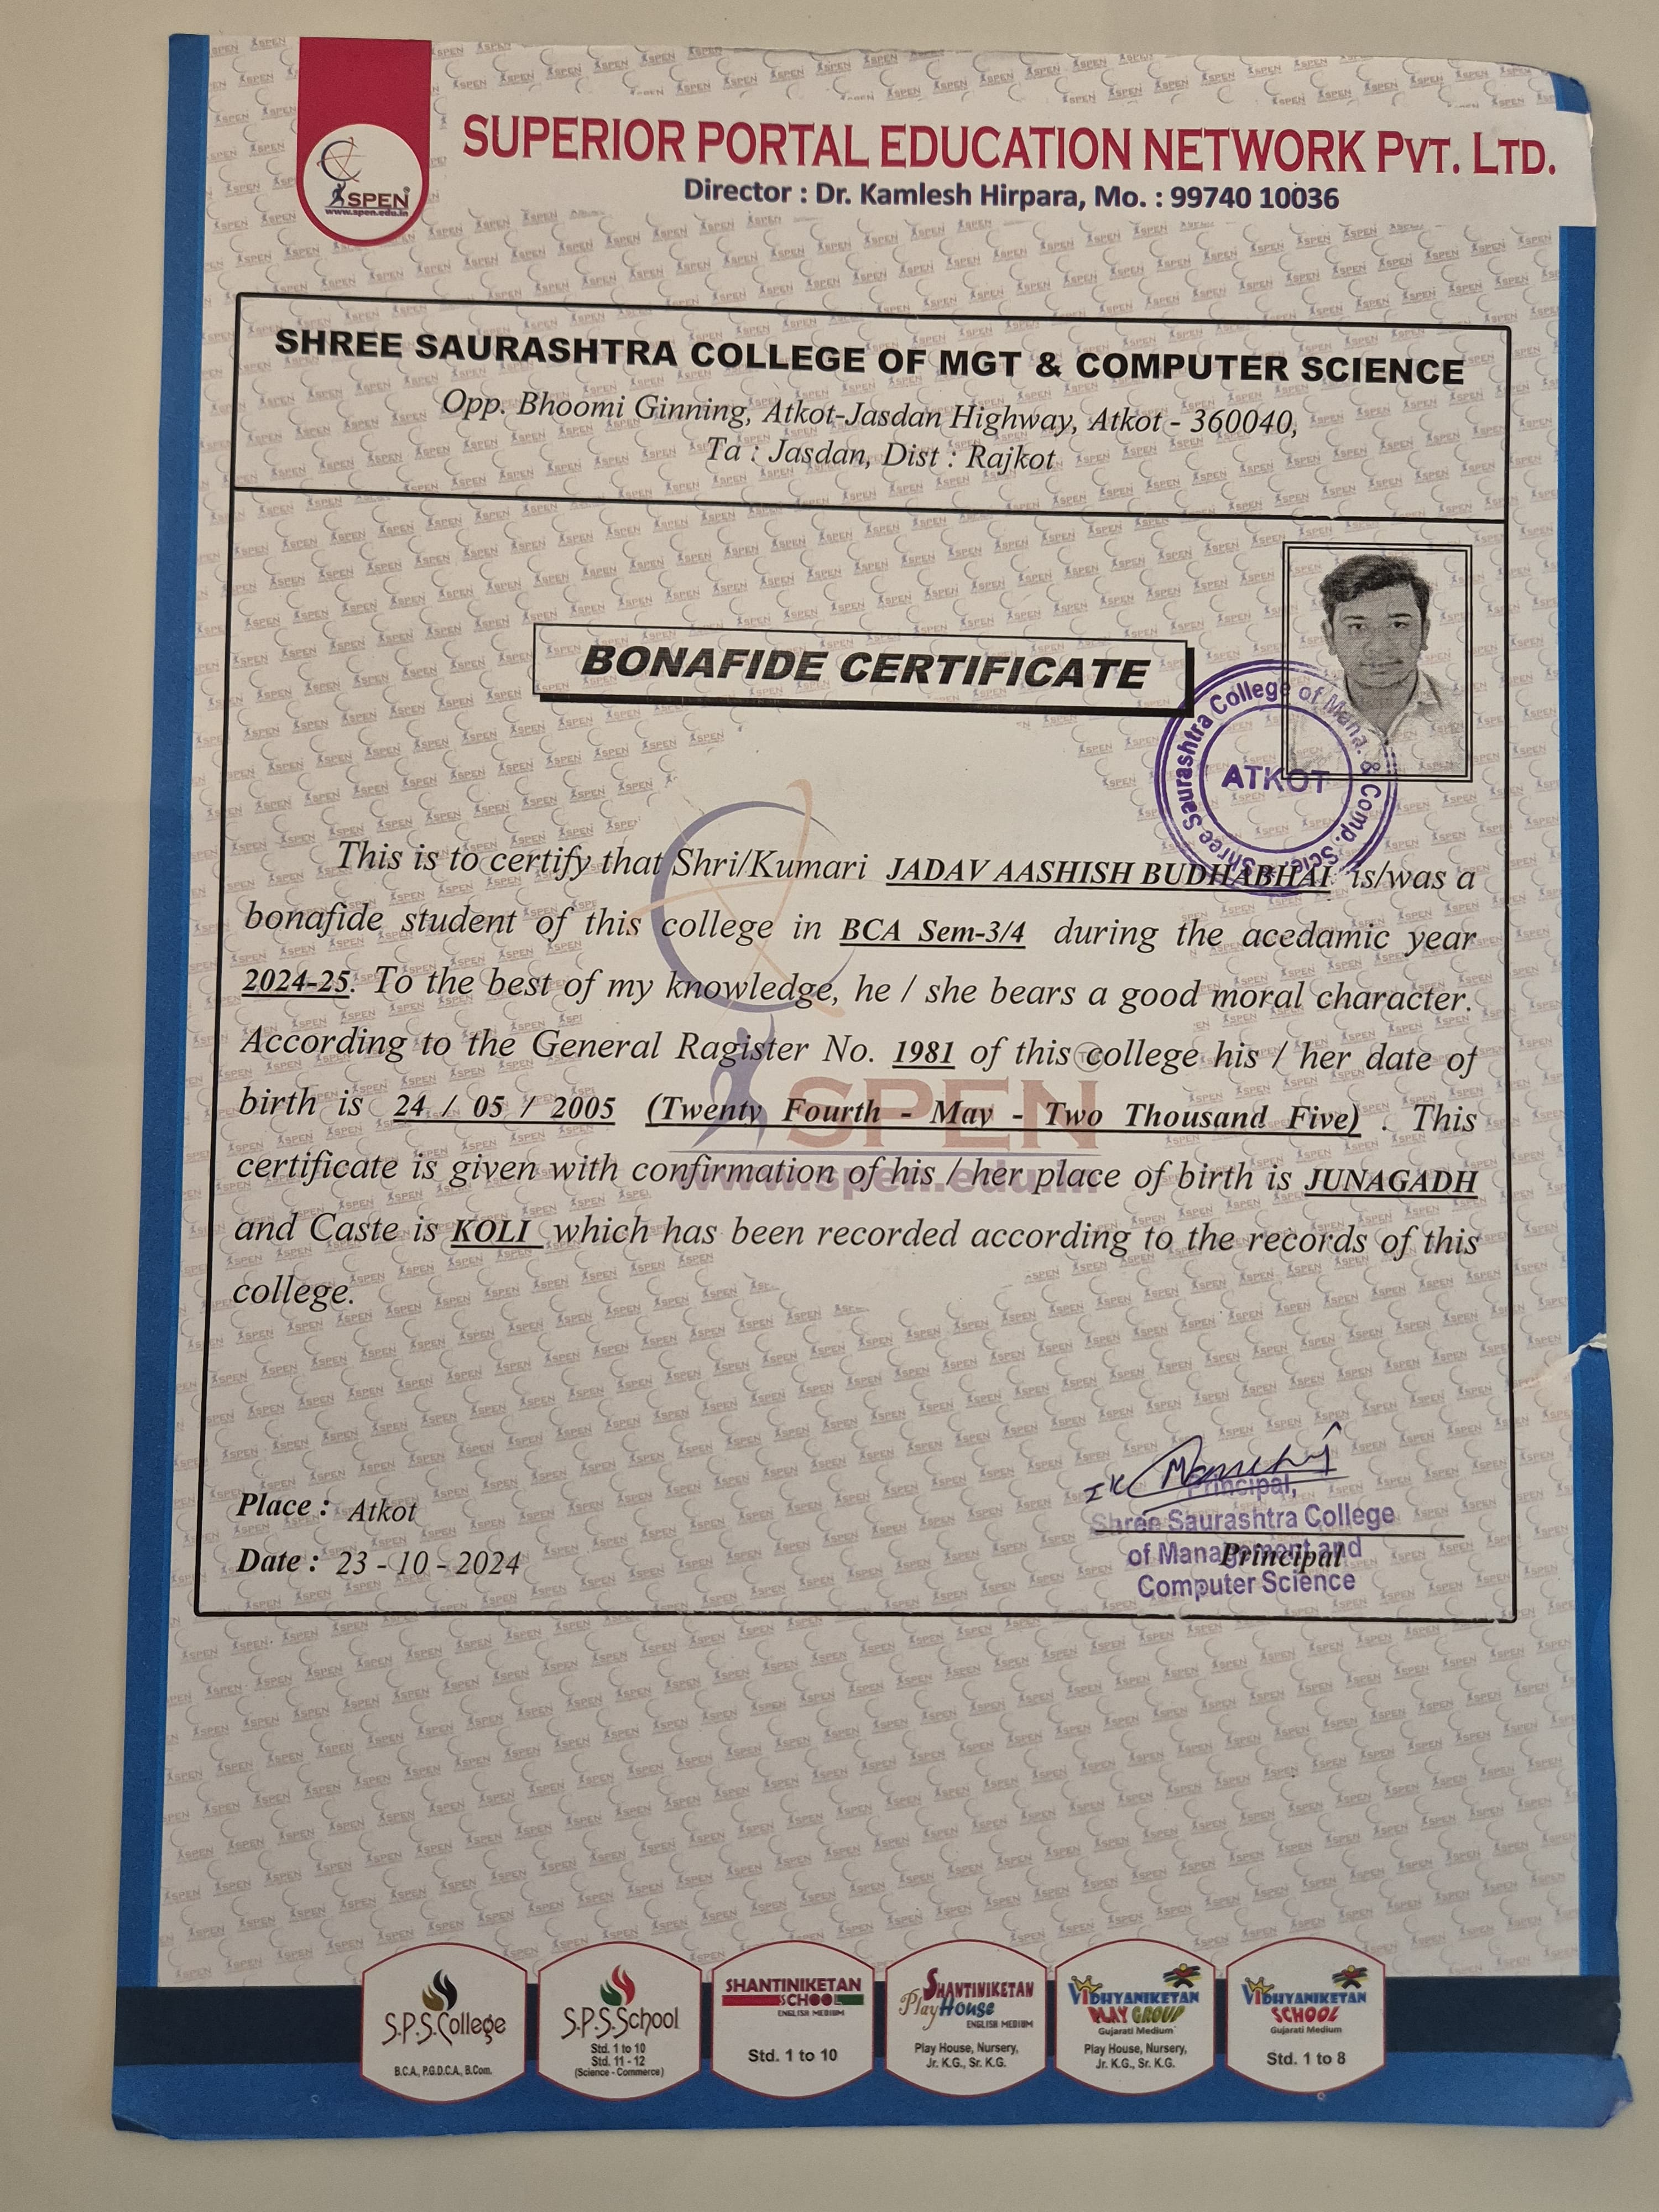 SPEN
www.spen.edu.in
SUPERIOR PORTAL EDUCATION NETWORK PVT. LTD.
Director : Dr. Kamlesh Hirpara, Mo. : 99740 10036
SHREE SAURASHTRA COLLEGE OF MGT & COMPUTER SCIENCE
Opp. Bhoomi Ginning, Atkot-Jasdan Highway, Atkot - 360040,
Ta : Jasdan, Dist : Rajkot
BONAFIDE CERTIFICATE
Shree Saurashtra College of Mana. & Comp. Science
ATKOT
This is to certify that Shri/Kumari JADAV AASHISH BUDHABHAI is/was a
bonafide student of this college in BCA Sem-3/4 during the acedamic year
2024-25. To the best of my knowledge, he / she bears a good moral character.
According to the General Ragister No. 1981 of this college his / her date of
birth is 24 / 05 / 2005 (Twenty Fourth - May - Two Thousand Five) . This
certificate is given with confirmation of his / her place of birth is JUNAGADH
and Caste is KOLI which has been recorded according to the records of this
college.
SPEN
www.spen.edu.in
Place : Atkot
Date : 23 - 10 - 2024
Principal,
Shree Saurashtra College
of Management and
Computer Science
Principal
S.P.S.College
B.C.A., P.G.D.C.A., B.Com.
S.P.S.School
Std. 1 to 10
Std. 11 - 12
(Science - Commerce)
SHANTINIKETAN
SCHOOL
ENGLISH MEDIUM
Std. 1 to 10
SHANTINIKETAN
PlayHouse
ENGLISH MEDIUM
Play House, Nursery,
Jr. K.G., Sr. K.G.
VIDHYANIKETAN
PLAY GROUP
Gujarati Medium
Play House, Nursery,
Jr. K.G., Sr. K.G.
VIDHYANIKETAN
SCHOOL
Gujarati Medium
Std. 1 to 8